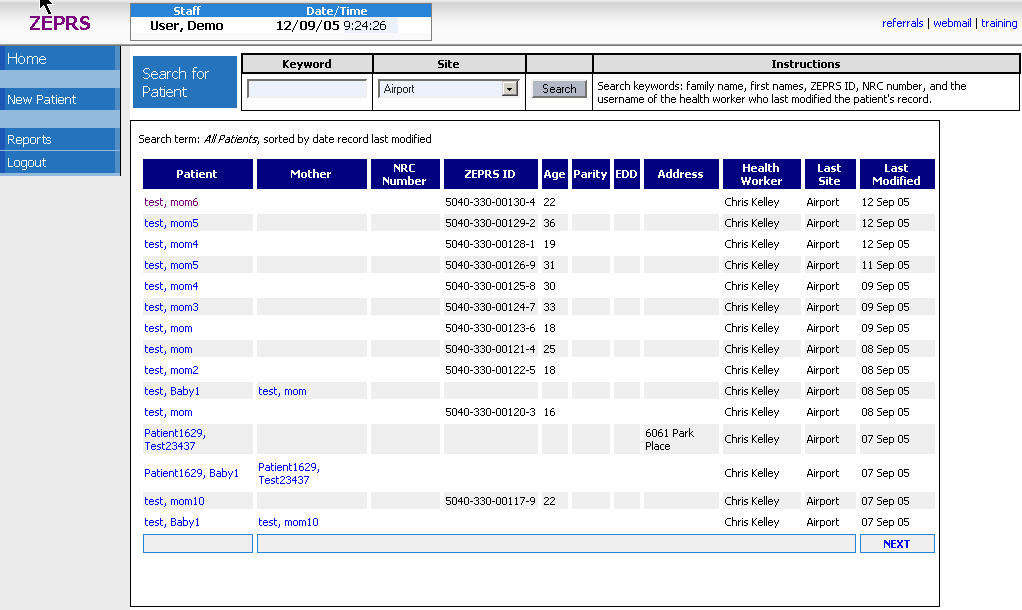 ZEPRS
Staff Date/Time
User, Demo 12/09/05 9:24:26
referrals | webmail | training
Home
New Patient
Reports
Logout
Search for
Patient
Keyword Site Instructions
Airport Search Search keywords: family name, first names, ZEPRS ID, NRC number, and the
username of the health worker who last modified the patient's record.
Search term: All Patients, sorted by date record last modified
Patient Mother NRC Number ZEPRS ID Age Parity EDD Address Health Worker Last Site Last Modified
test, mom6 5040-330-00130-4 22 Chris Kelley Airport 12 Sep 05
test, mom5 5040-330-00129-2 36 Chris Kelley Airport 12 Sep 05
test, mom4 5040-330-00128-1 19 Chris Kelley Airport 12 Sep 05
test, mom5 5040-330-00126-9 31 Chris Kelley Airport 11 Sep 05
test, mom4 5040-330-00125-8 30 Chris Kelley Airport 09 Sep 05
test, mom3 5040-330-00124-7 33 Chris Kelley Airport 09 Sep 05
test, mom 5040-330-00123-6 18 Chris Kelley Airport 08 Sep 05
test, mom 5040-330-00121-4 25 Chris Kelley Airport 08 Sep 05
test, mom2 5040-330-00122-5 18 Chris Kelley Airport 08 Sep 05
test, Baby1 test, mom Chris Kelley Airport 08 Sep 05
test, mom 5040-330-00120-3 16 Chris Kelley Airport 08 Sep 05
Patient1629, Test23437 6061 Park Place Chris Kelley Airport 07 Sep 05
Patient1629, Baby1 Patient1629, Test23437 Chris Kelley Airport 07 Sep 05
test, mom10 5040-330-00117-9 22 Chris Kelley Airport 07 Sep 05
test, Baby1 test, mom10 Chris Kelley Airport 07 Sep 05
NEXT